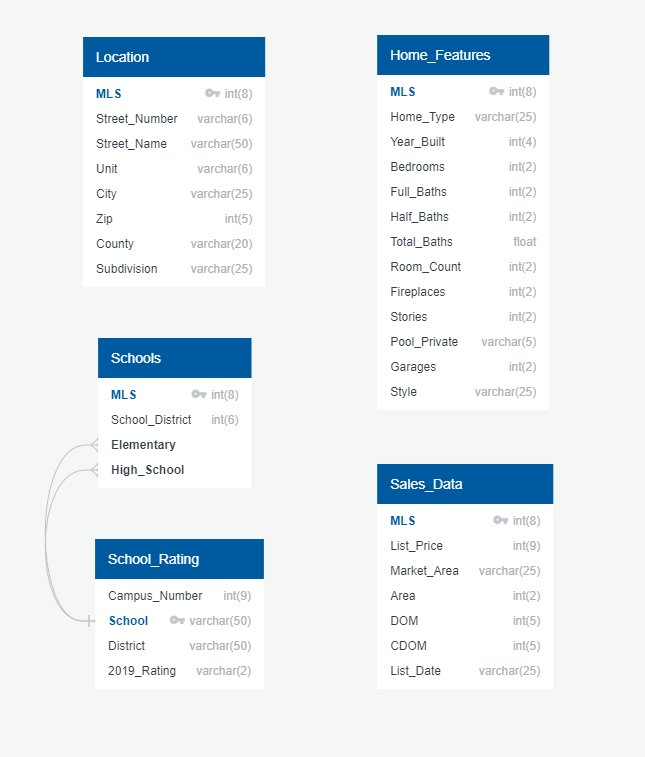 Location
MLS int(8)
Street_Number varchar(6)
Street_Name varchar(50)
Unit varchar(6)
City varchar(25)
Zip int(5)
County varchar(20)
Subdivision varchar(25)
Schools
MLS int(8)
School_District int(6)
Elementary
High_School
School_Rating
Campus_Number int(9)
School varchar(50)
District varchar(50)
2019_Rating varchar(2)
Home_Features
MLS int(8)
Home_Type varchar(25)
Year_Built int(4)
Bedrooms int(2)
Full_Baths int(2)
Half_Baths int(2)
Total_Baths float
Room_Count int(2)
Fireplaces int(2)
Stories int(2)
Pool_Private varchar(5)
Garages int(2)
Style varchar(25)
Sales_Data
MLS int(8)
List_Price int(9)
Market_Area varchar(25)
Area int(2)
DOM int(5)
CDOM int(5)
List_Date varchar(25)